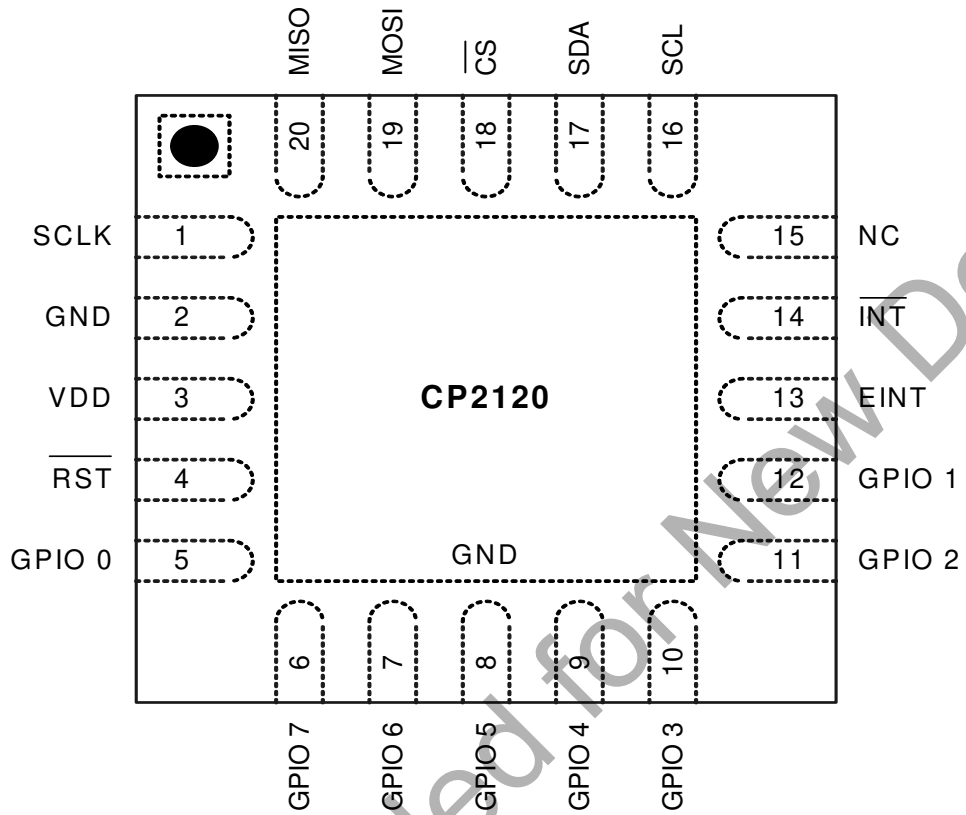 MISO MOSI CS SDA SCL
20 19 18 17 16
SCLK 1 15 NC
GND 2 14 INT
VDD 3 CP2120 13 EINT
RST 4 12 GPIO 1
GPIO 0 5 GND 11 GPIO 2
6 7 8 9 10
GPIO 7 GPIO 6 GPIO 5 GPIO 4 GPIO 3
for New